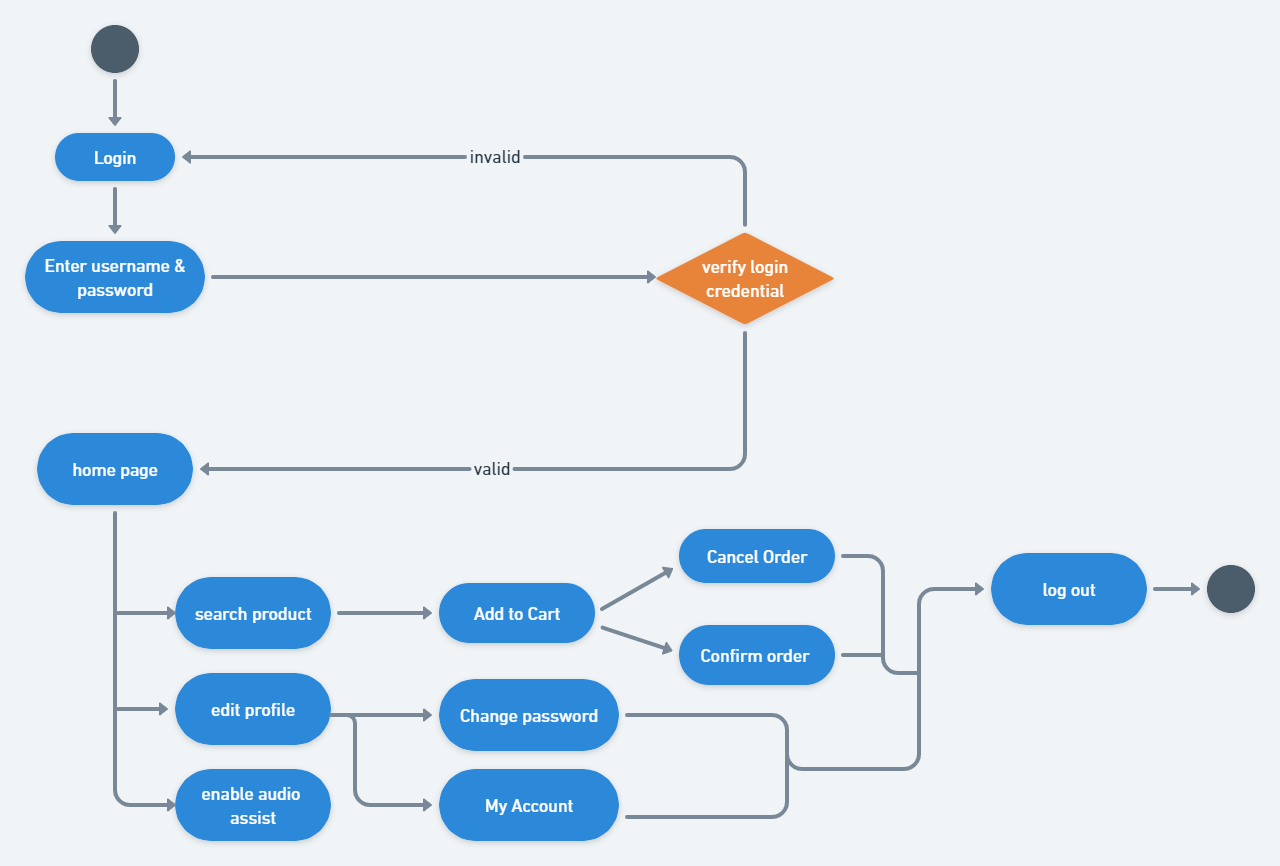 Login
invalid
Enter username &
password
verify login
credential
home page
valid
Cancel Order
search product
Add to Cart
log out
Confirm order
edit profile
Change password
enable audio
assist
My Account